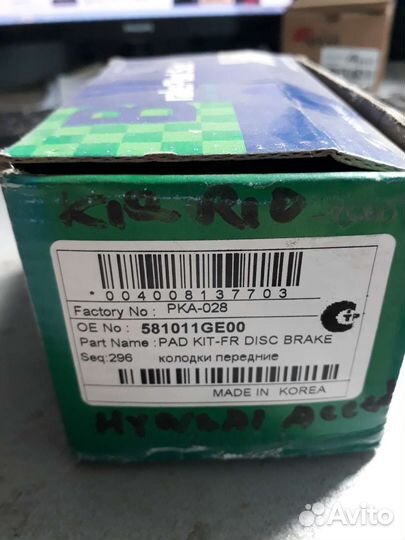 Kia RIO
*004008137703
Factory No : PKA-028
OE No : 581011GE00
Part Name : PAD KIT-FR DISC BRAKE
Seq:296 колодки передние
MADE IN KOREA
HYUNDAI ACCENT
Avito